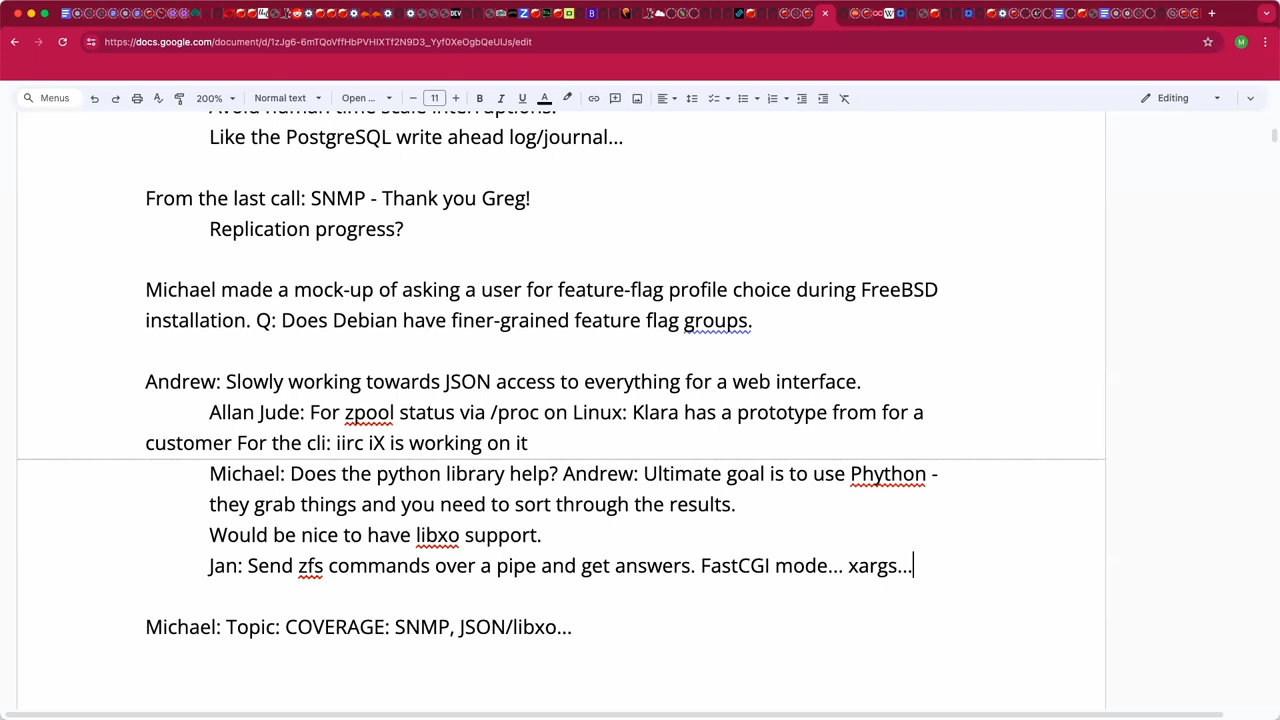 https://docs.google.com/document/d/1zJg6-6mTQoVffHbPVHIXTf2N9D3_Yyf0XeOgbQeUlJs/edit
M
Menus
200%
Normal text
Open ...
11
B
I
U
A
Editing
Avoid human time scale interruptions.
Like the PostgreSQL write ahead log/journal...
From the last call: SNMP - Thank you Greg!
Replication progress?
Michael made a mock-up of asking a user for feature-flag profile choice during FreeBSD
installation. Q: Does Debian have finer-grained feature flag groups.
Andrew: Slowly working towards JSON access to everything for a web interface.
Allan Jude: For zpool status via /proc on Linux: Klara has a prototype from for a
customer For the cli: iirc iX is working on it
Michael: Does the python library help? Andrew: Ultimate goal is to use Phython -
they grab things and you need to sort through the results.
Would be nice to have libxo support.
Jan: Send zfs commands over a pipe and get answers. FastCGI mode... xargs...
Michael: Topic: COVERAGE: SNMP, JSON/libxo...